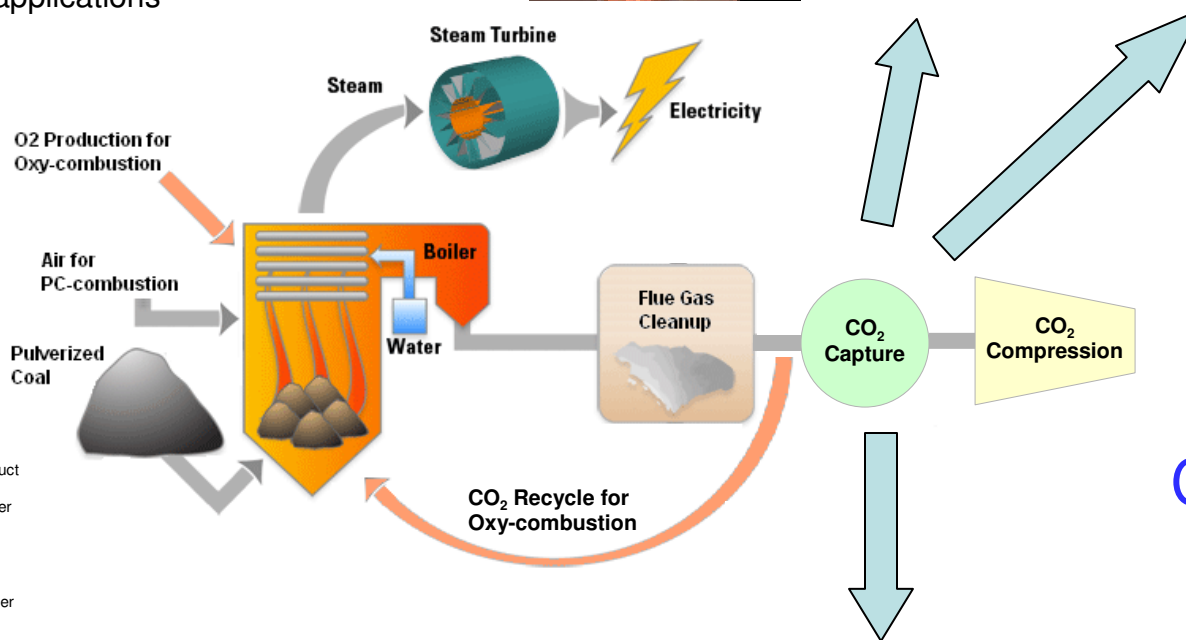 applications
Steam Turbine
Steam
Electricity
O2 Production for
Oxy-combustion
Air for
PC-combustion
Boiler
Water
Pulverized
Coal
Flue Gas
Cleanup
CO₂
Capture
CO₂
Compression
CO₂ Recycle for
Oxy-combustion